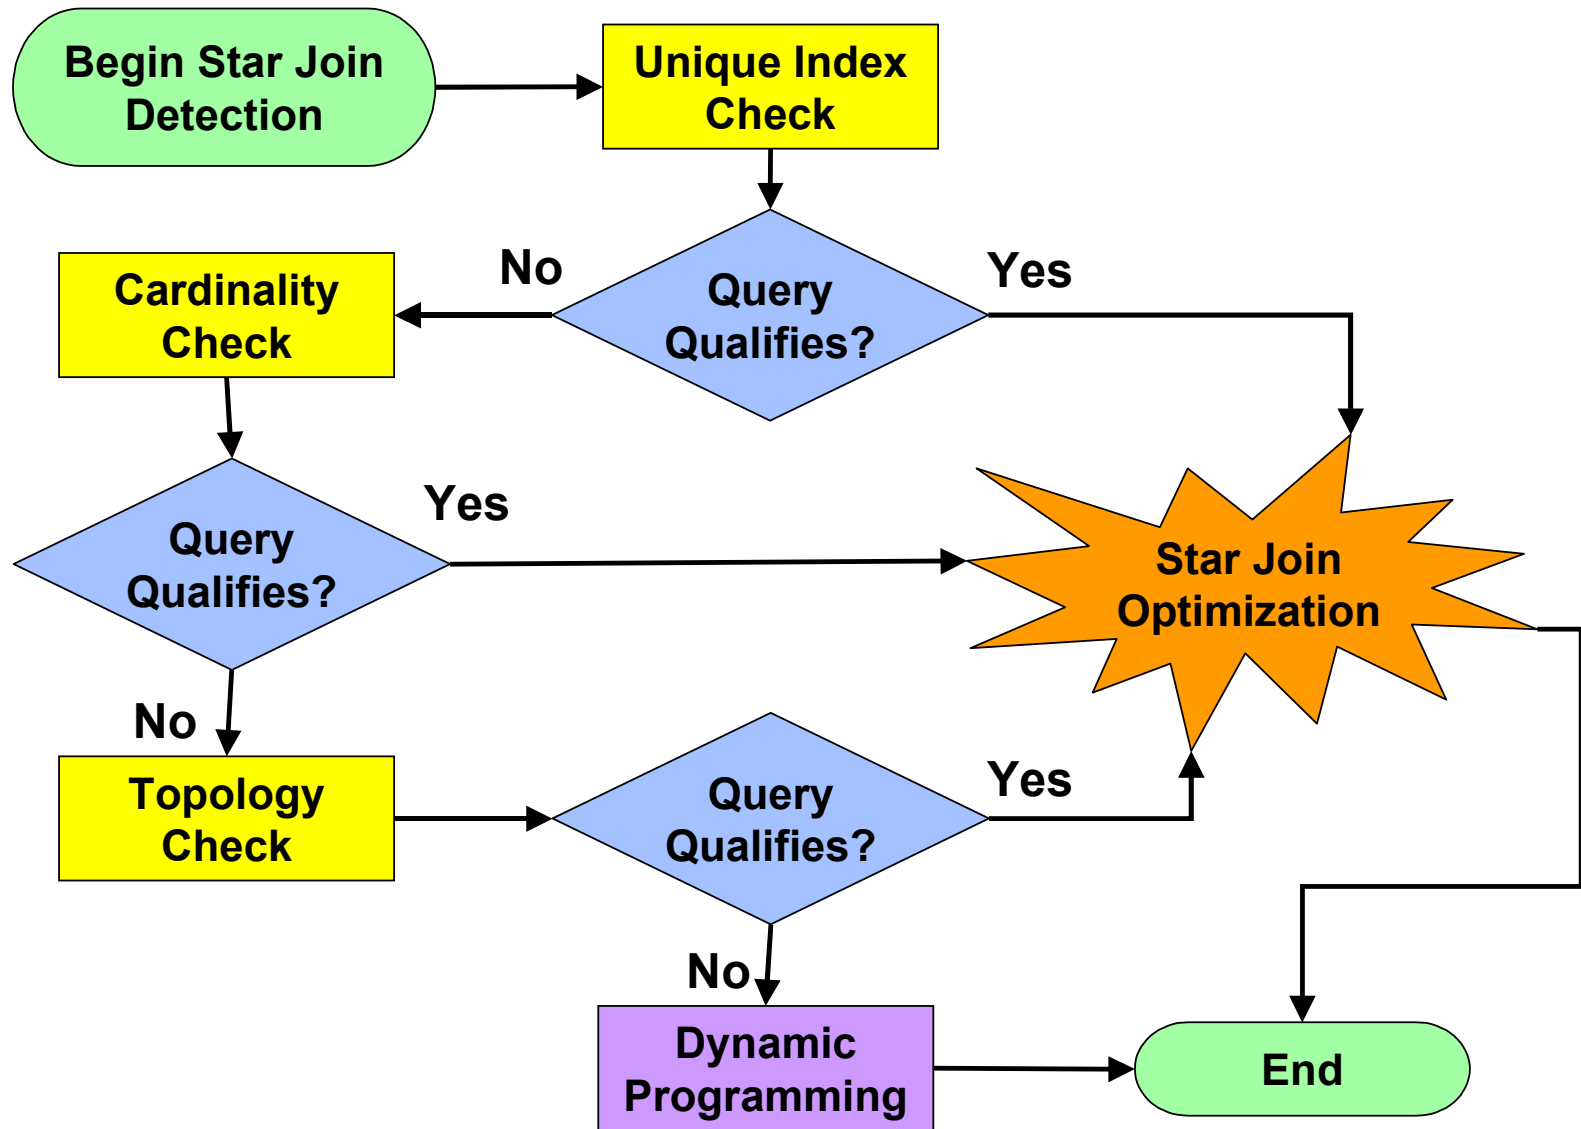 Begin Star Join
Detection
Unique Index
Check
No
Query
Qualifies?
Yes
Cardinality
Check
Query
Qualifies?
Yes
Star Join
Optimization
No
Topology
Check
Query
Qualifies?
Yes
No
Dynamic
Programming
End